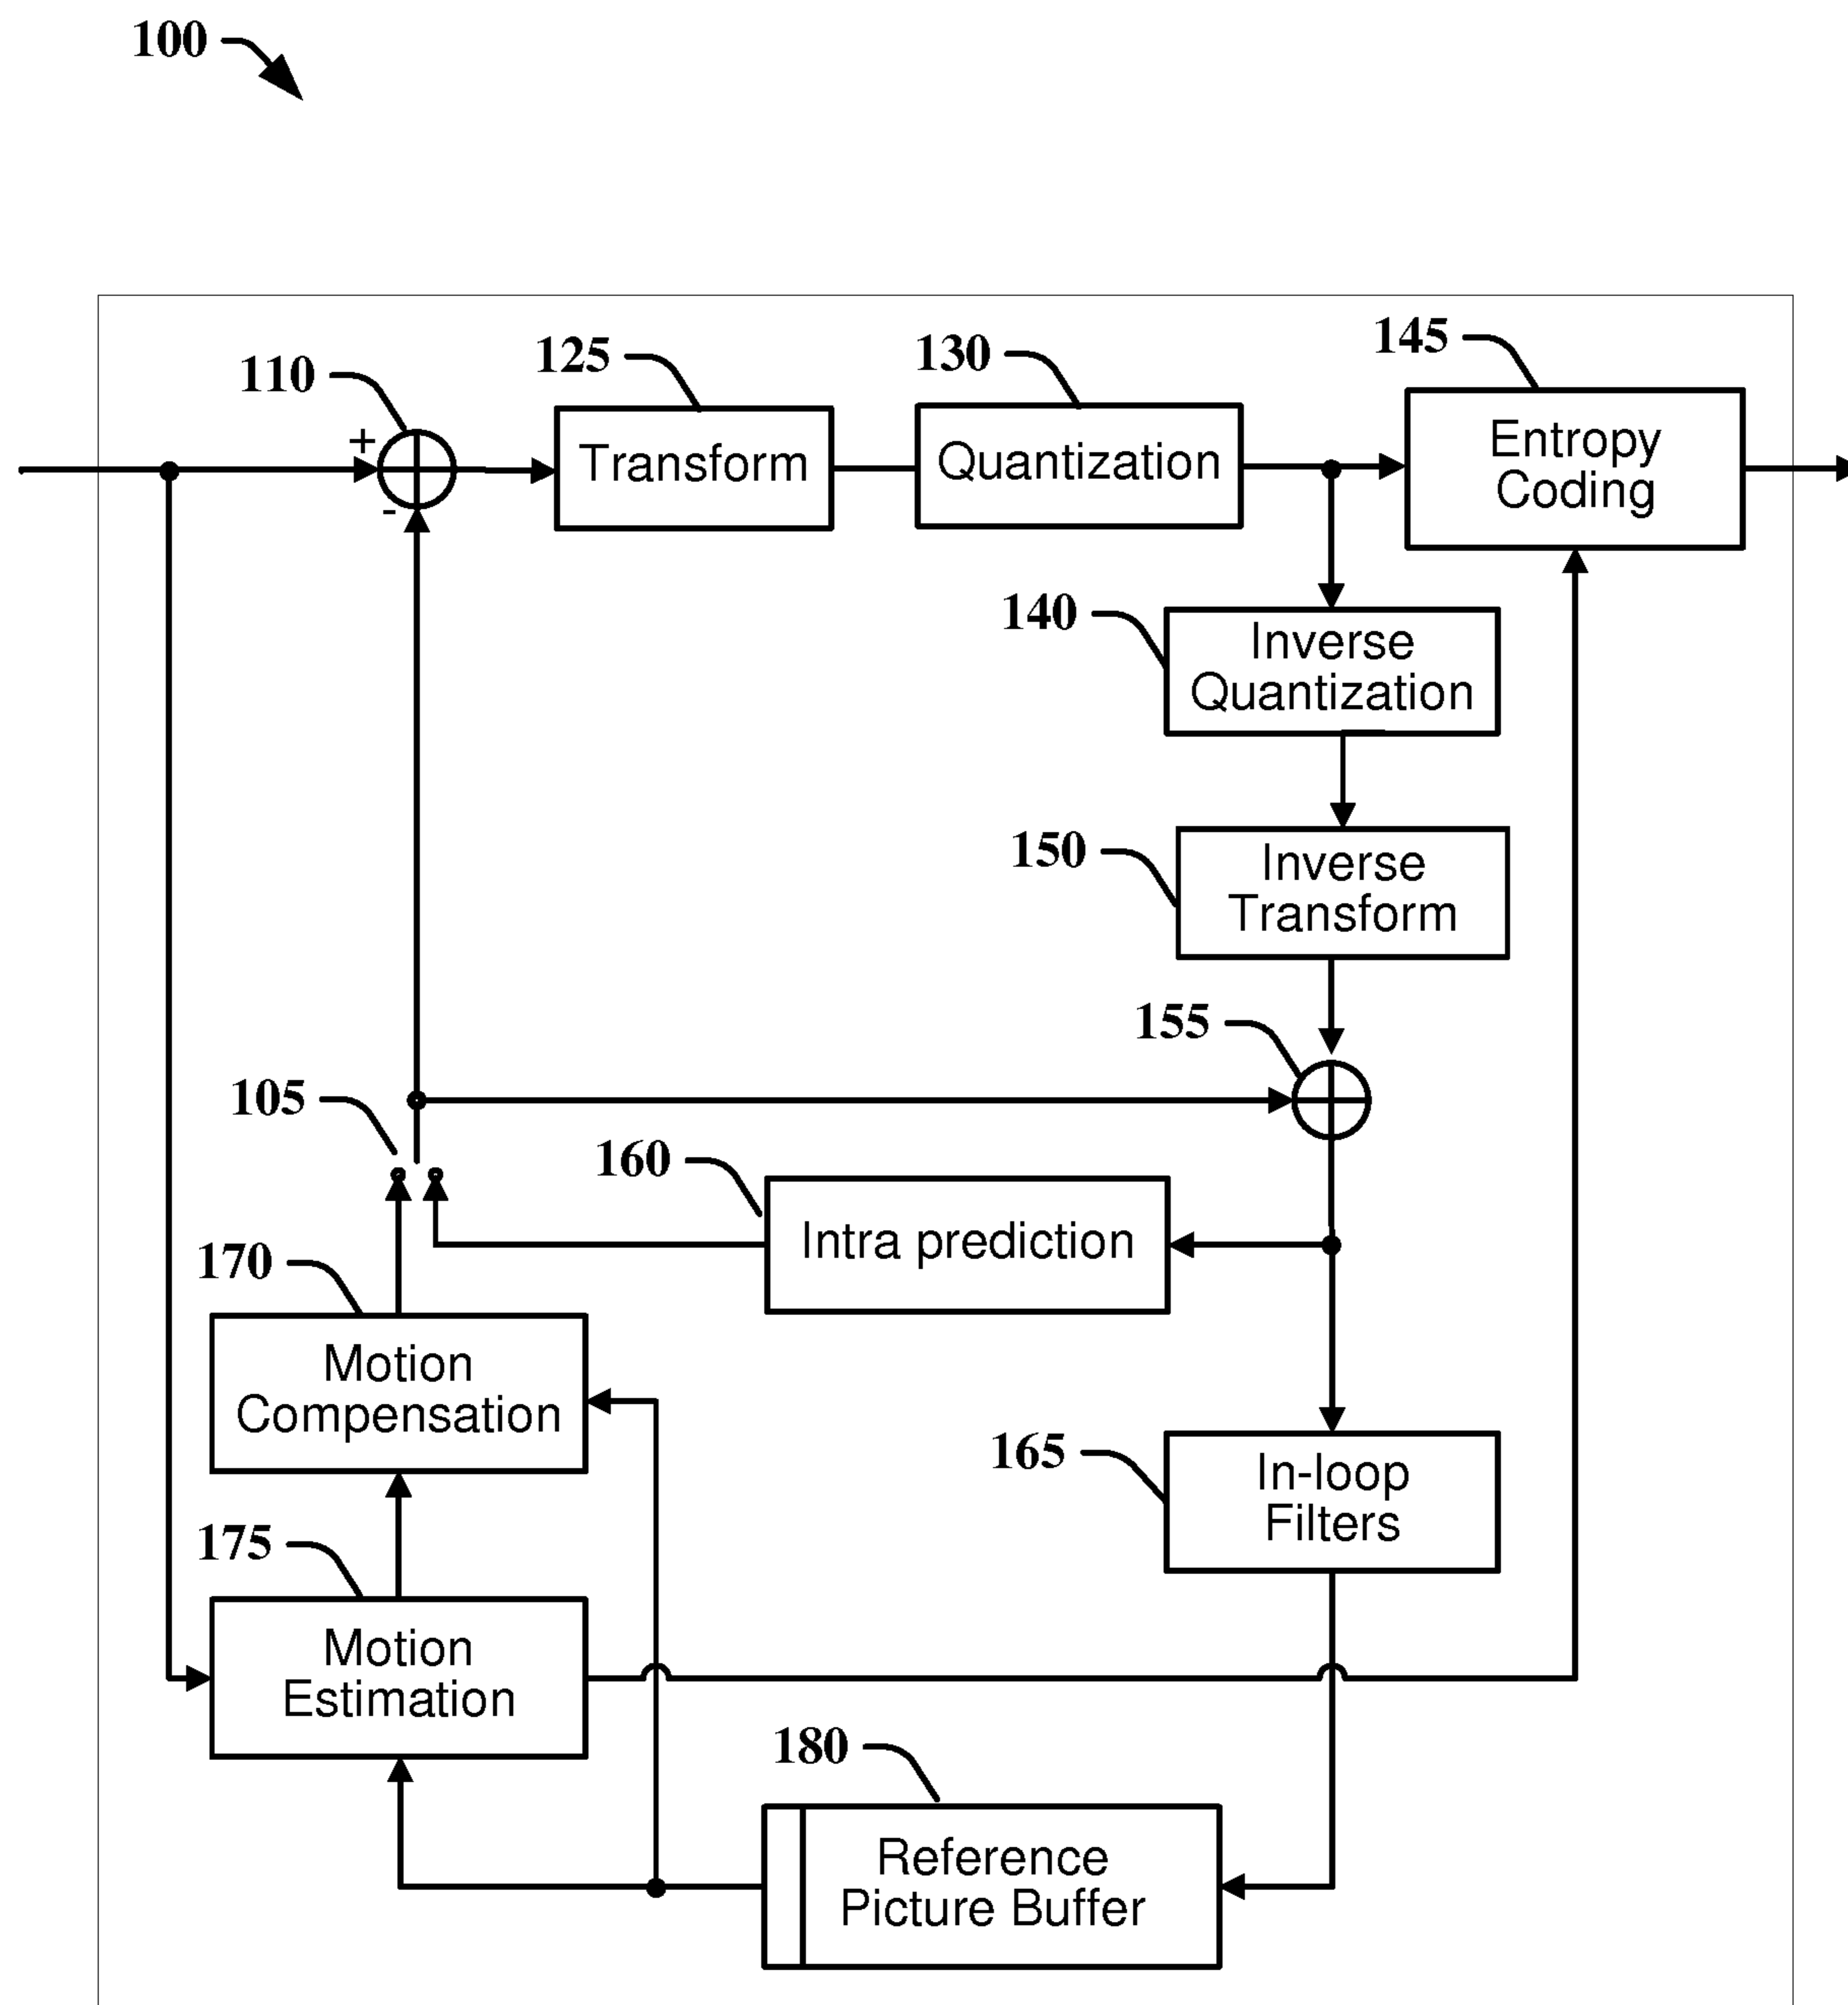 100
110
125
130
145
+
-
Transform
Quantization
Entropy
Coding
140
Inverse
Quantization
150
Inverse
Transform
155
105
160
Intra prediction
170
Motion
Compensation
165
In-loop
Filters
175
Motion
Estimation
180
Reference
Picture Buffer